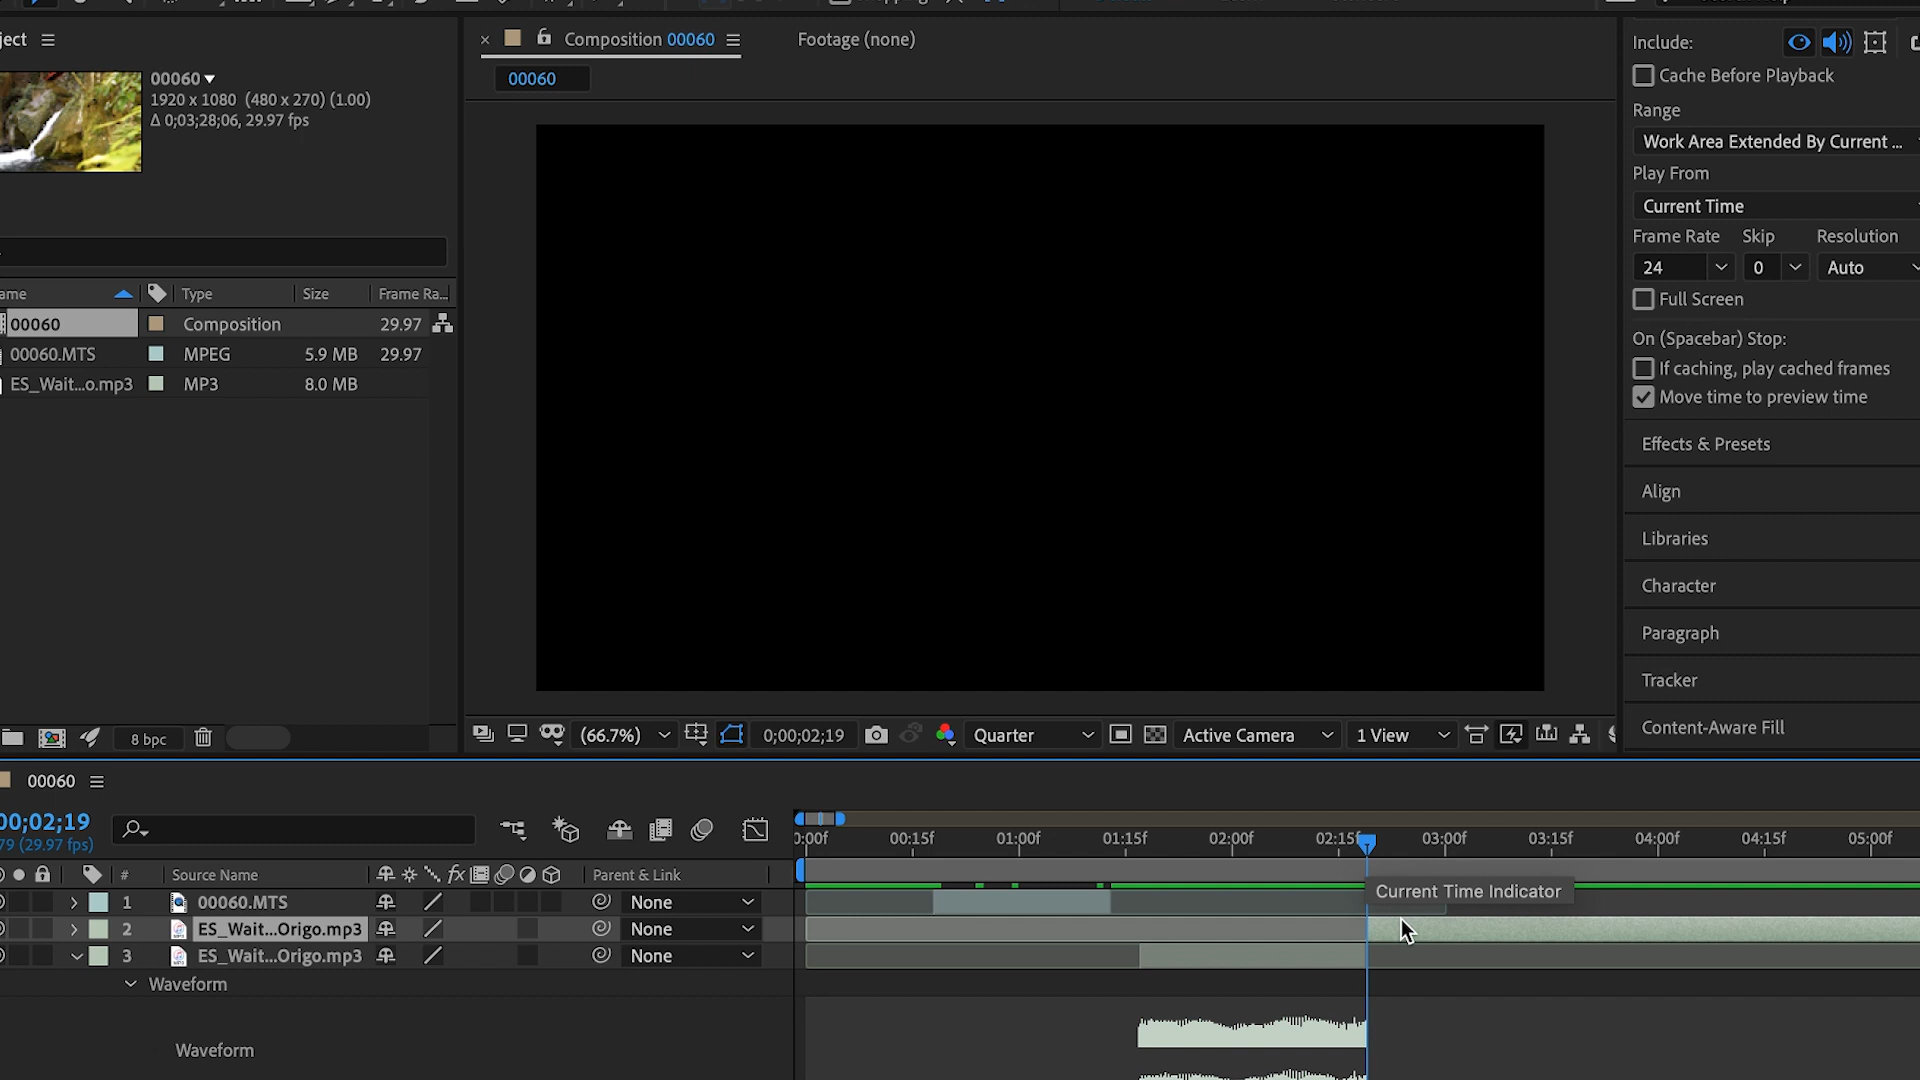 ject
00060
1920 x 1080 (480 x 270) (1.00)
Δ 0;03;28;06, 29.97 fps
ame Type Size Frame Ra...
00060 Composition 29.97
00060.MTS MPEG 5.9 MB 29.97
ES_Wait...o.mp3 MP3 8.0 MB
8 bpc
Composition 00060
Footage (none)
00060
(66.7%) 0;00;02;19 Quarter Active Camera 1 View
Include:
Cache Before Playback
Range
Work Area Extended By Current ...
Play From
Current Time
Frame Rate Skip Resolution
24 0 Auto
Full Screen
On (Spacebar) Stop:
If caching, play cached frames
Move time to preview time
Effects & Presets
Align
Libraries
Character
Paragraph
Tracker
Content-Aware Fill
00060
00;02;19
79 (29.97 fps)
# Source Name fx Parent & Link
1 00060.MTS None
2 ES_Wait...Origo.mp3 None
3 ES_Wait...Origo.mp3 None
Waveform
Waveform
:00f 00:15f 01:00f 01:15f 02:00f 02:15f 03:00f 03:15f 04:00f 04:15f 05:00f
Current Time Indicator